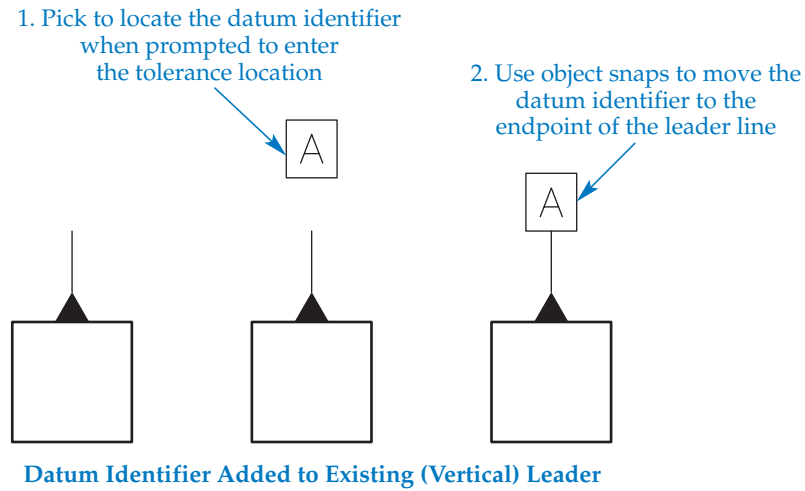 1. Pick to locate the datum identifier
when prompted to enter
the tolerance location
2. Use object snaps to move the
datum identifier to the
endpoint of the leader line
A
A
Datum Identifier Added to Existing (Vertical) Leader